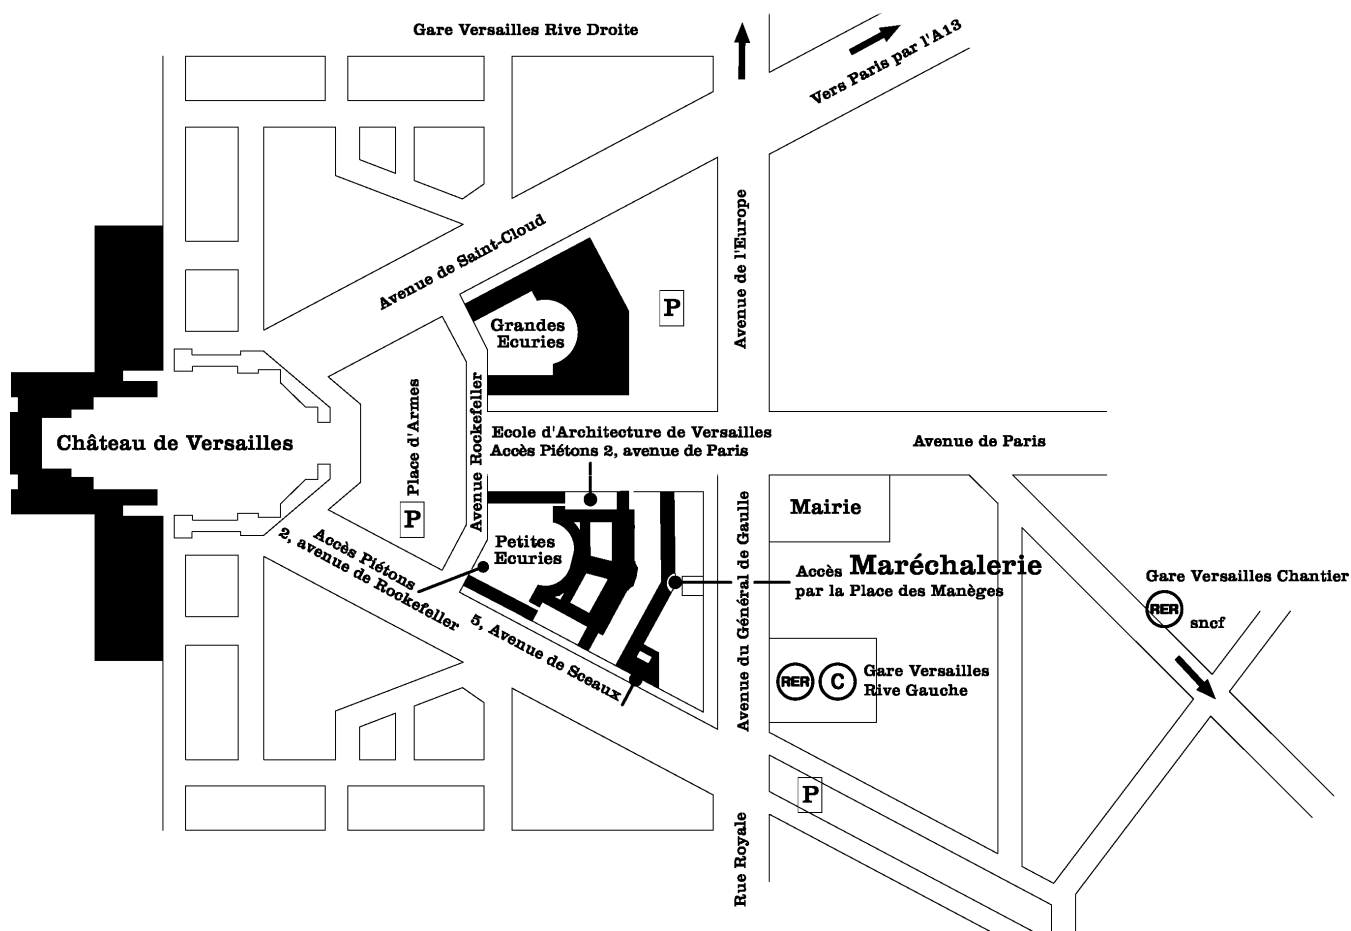 Gare Versailles Rive Droite
Vers Paris par l'A13
Avenue de Saint-Cloud
Avenue de l'Europe
Grandes
Ecuries
P
Place d'Armes
P
Avenue Rockefeller
Château de Versailles
Ecole d'Architecture de Versailles
Accès Piétons 2, avenue de Paris
Avenue de Paris
Mairie
Petites
Ecuries
Accès Piétons
2, avenue de Rockefeller
5, Avenue de Sceaux
Avenue du Général de Gaulle
Accès Maréchalerie
par la Place des Manèges
Gare Versailles Chantier
RER
sncf
RER
C
Gare Versailles
Rive Gauche
P
Rue Royale